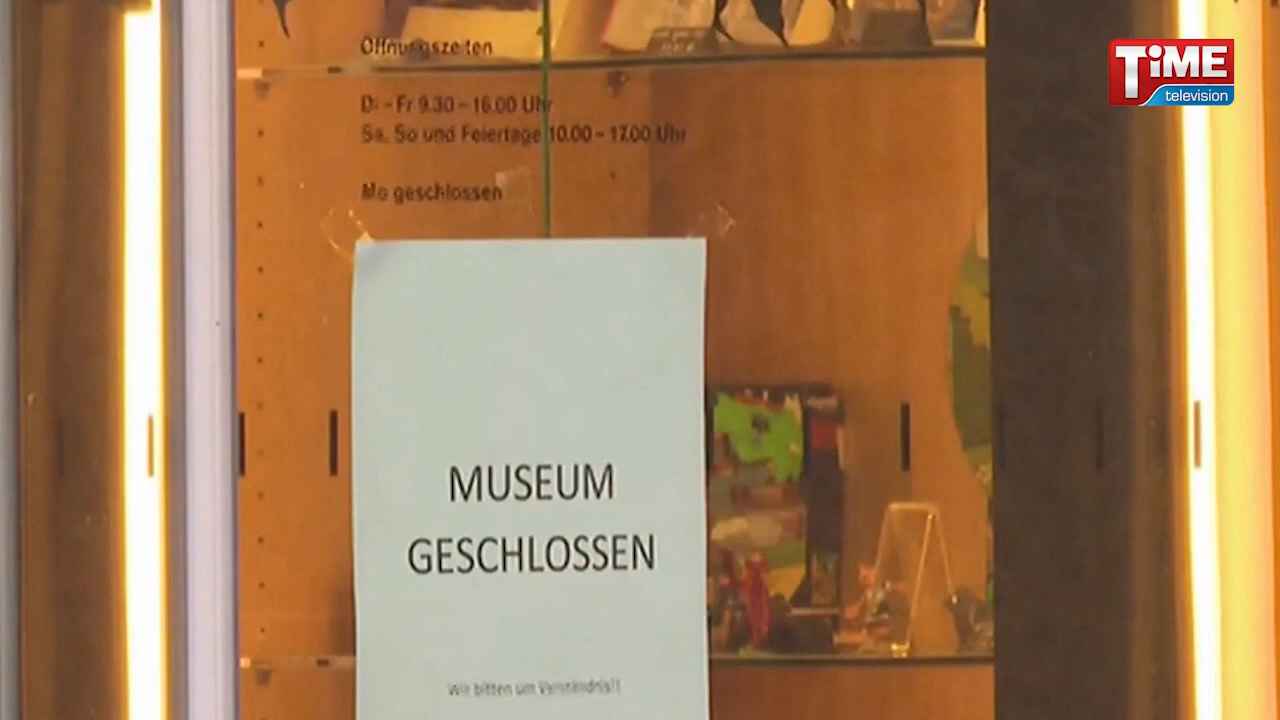 Öffnungszeiten
TiME
television
Di - Fr 9.30 - 16.00 Uhr
Sa, So und Feiertage 10.00 - 17.00 Uhr
Mo geschlossen
MUSEUM
GESCHLOSSEN
Wir bitten um Verständnis!!